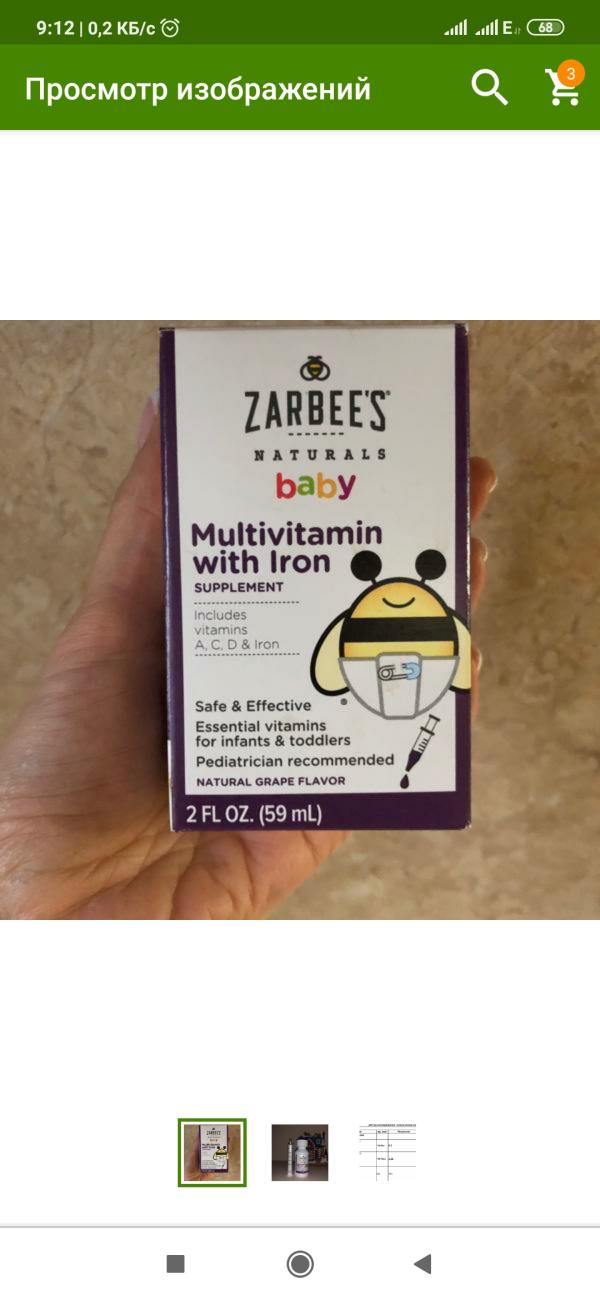 9:12 | 0,2 КБ/с
E
68
Просмотр изображений
3
ZARBEE'S®
NATURALS
baby
Multivitamin
with Iron
SUPPLEMENT
Includes
vitamins
A, C, D & Iron
®
Safe & Effective
Essential vitamins
for infants & toddlers
Pediatrician recommended
NATURAL GRAPE FLAVOR
2 FL OZ. (59 mL)